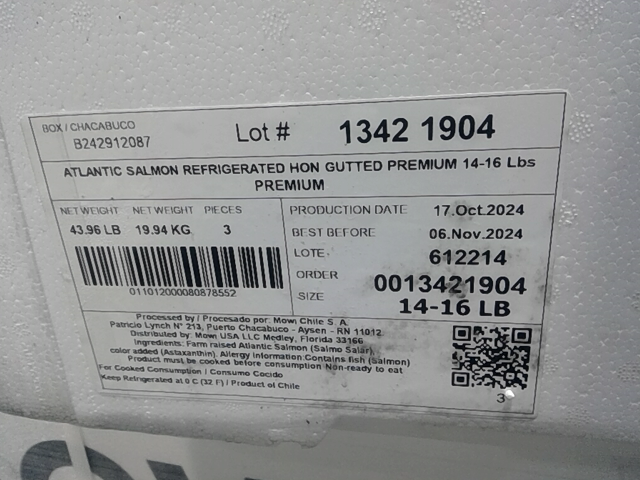 BOX / CHACABUCO
B242912087
Lot # 1342 1904
ATLANTIC SALMON REFRIGERATED HON GUTTED PREMIUM 14-16 Lbs
PREMIUM
NET WEIGHT NET WEIGHT PIECES
43.96 LB 19.94 KG 3
011012000080878552
PRODUCTION DATE 17.Oct.2024
BEST BEFORE 06.Nov.2024
LOTE 612214
ORDER 0013421904
SIZE 14-16 LB
Processed by / Procesado por: Mowi Chile S. A.
Patricio Lynch N° 213, Puerto Chacabuco - Aysen - RN 11012
Distributed by: Mowi USA LLC Medley, Florida 33166
Ingredients: Farm raised Atlantic Salmon (Salmo Salar),
color added (Astaxanthin). Allergy information:Contains fish (Salmon)
Product must be cooked before consumption Non-ready to eat
For Cooked Consumption / Consumo Cocido
Keep Refrigerated at 0 C (32 F) / Product of Chile
3